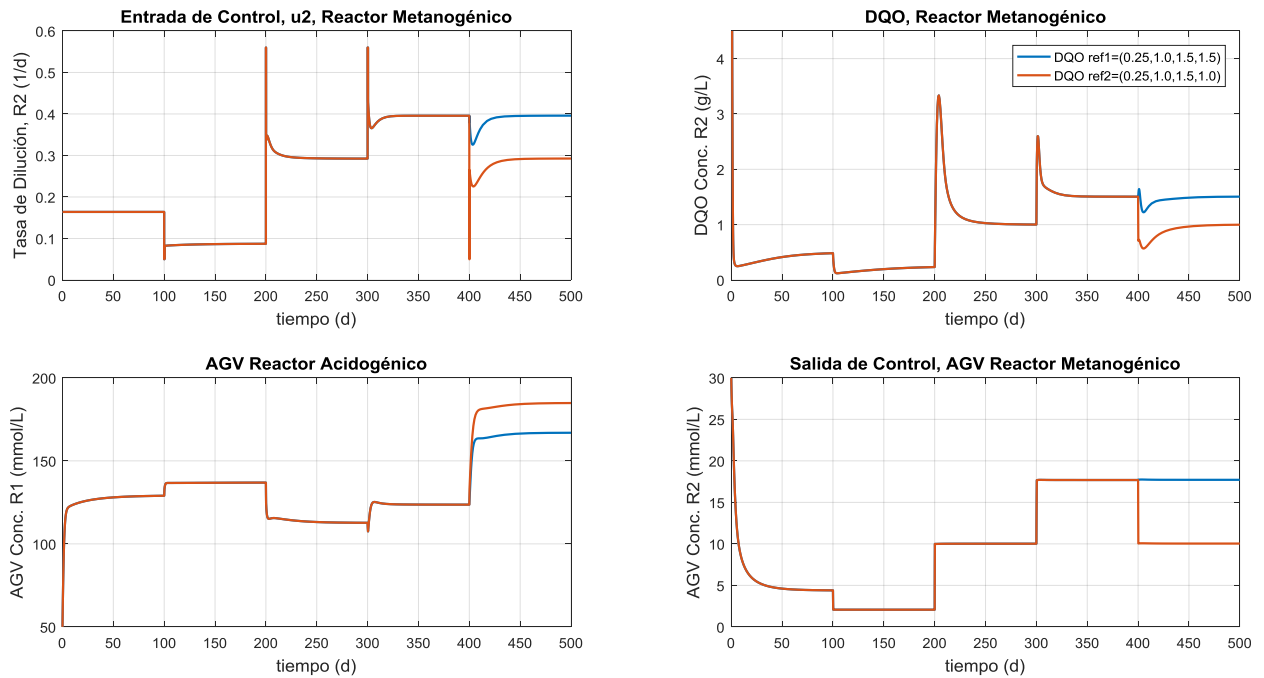 Entrada de Control, u2, Reactor Metanogénico
Tasa de Dilución, R2 (1/d)
0.6
0.5
0.4
0.3
0.2
0.1
0
0 50 100 150 200 250 300 350 400 450 500
tiempo (d)
DQO, Reactor Metanogénico
DQO Conc. R2 (g/L)
4
3
2
1
0
DQO ref1=(0.25,1.0,1.5,1.5)
DQO ref2=(0.25,1.0,1.5,1.0)
0 50 100 150 200 250 300 350 400 450 500
tiempo (d)
AGV Reactor Acidogénico
AGV Conc. R1 (mmol/L)
200
150
100
50
0 50 100 150 200 250 300 350 400 450 500
tiempo (d)
Salida de Control, AGV Reactor Metanogénico
AGV Conc. R2 (mmol/L)
30
25
20
15
10
5
0
0 50 100 150 200 250 300 350 400 450 500
tiempo (d)